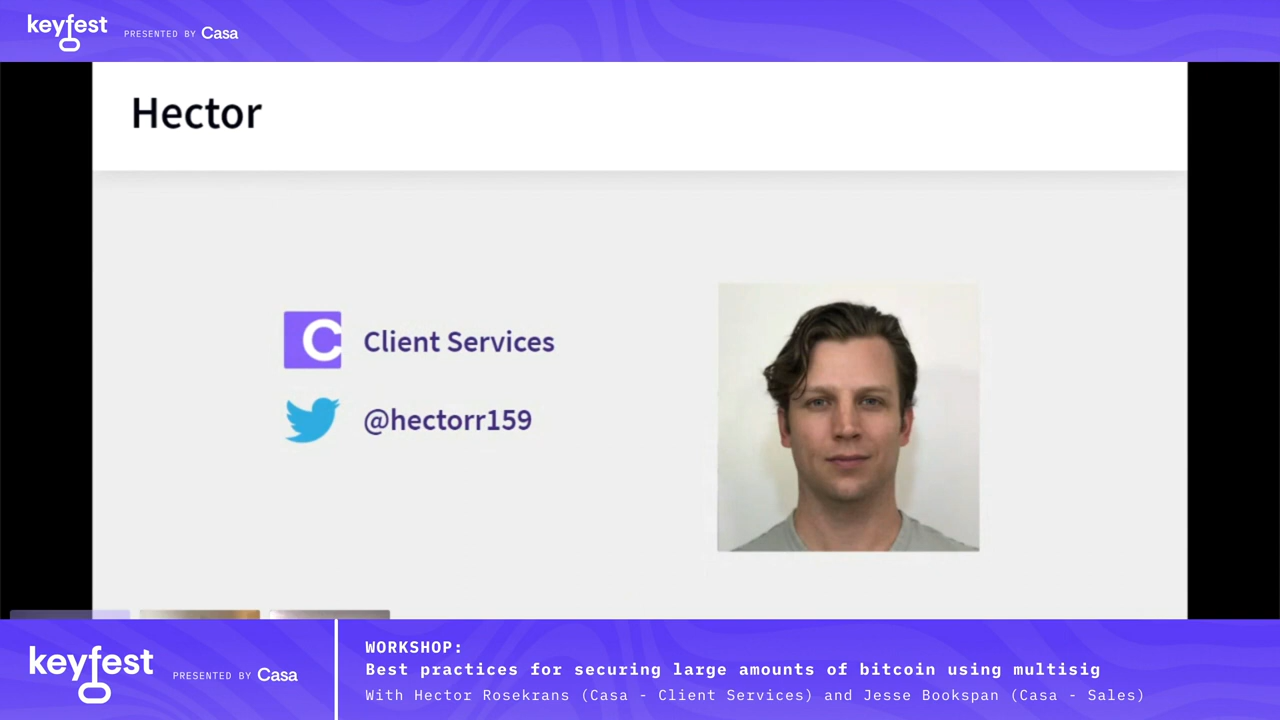 keyfest PRESENTED BY Casa
Hector
C Client Services
@hectorr159
keyfest PRESENTED BY Casa
WORKSHOP:
Best practices for securing large amounts of bitcoin using multisig
With Hector Rosekrans (Casa - Client Services) and Jesse Bookspan (Casa - Sales)